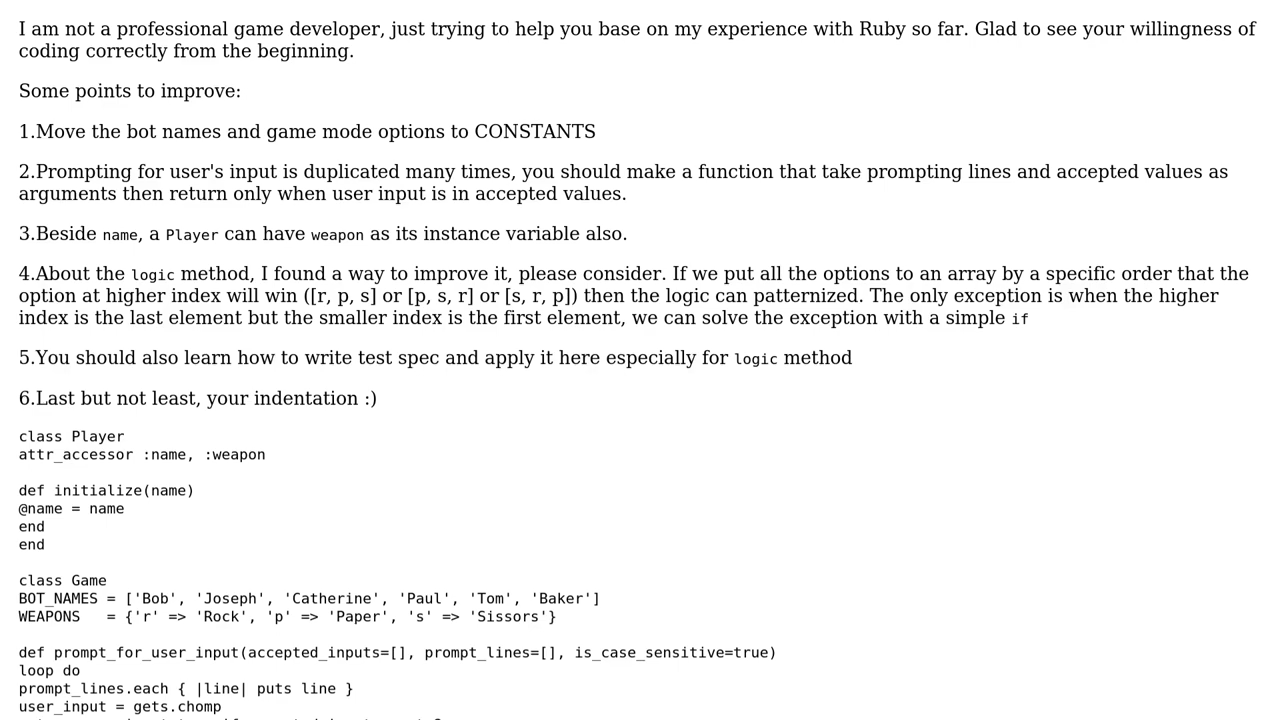 I am not a professional game developer, just trying to help you base on my experience with Ruby so far. Glad to see your willingness of
coding correctly from the beginning.
Some points to improve:
1.Move the bot names and game mode options to CONSTANTS
2.Prompting for user's input is duplicated many times, you should make a function that take prompting lines and accepted values as
arguments then return only when user input is in accepted values.
3.Beside name, a Player can have weapon as its instance variable also.
4.About the logic method, I found a way to improve it, please consider. If we put all the options to an array by a specific order that the
option at higher index will win ([r, p, s] or [p, s, r] or [s, r, p]) then the logic can patternized. The only exception is when the higher
index is the last element but the smaller index is the first element, we can solve the exception with a simple if
5.You should also learn how to write test spec and apply it here especially for logic method
6.Last but not least, your indentation :)
class Player
attr_accessor :name, :weapon
def initialize(name)
@name = name
end
end
class Game
BOT_NAMES = ['Bob', 'Joseph', 'Catherine', 'Paul', 'Tom', 'Baker']
WEAPONS   = {'r' => 'Rock', 'p' => 'Paper', 's' => 'Sissors'}
def prompt_for_user_input(accepted_inputs=[], prompt_lines=[], is_case_sensitive=true)
loop do
prompt_lines.each { |line| puts line }
user_input = gets.chomp